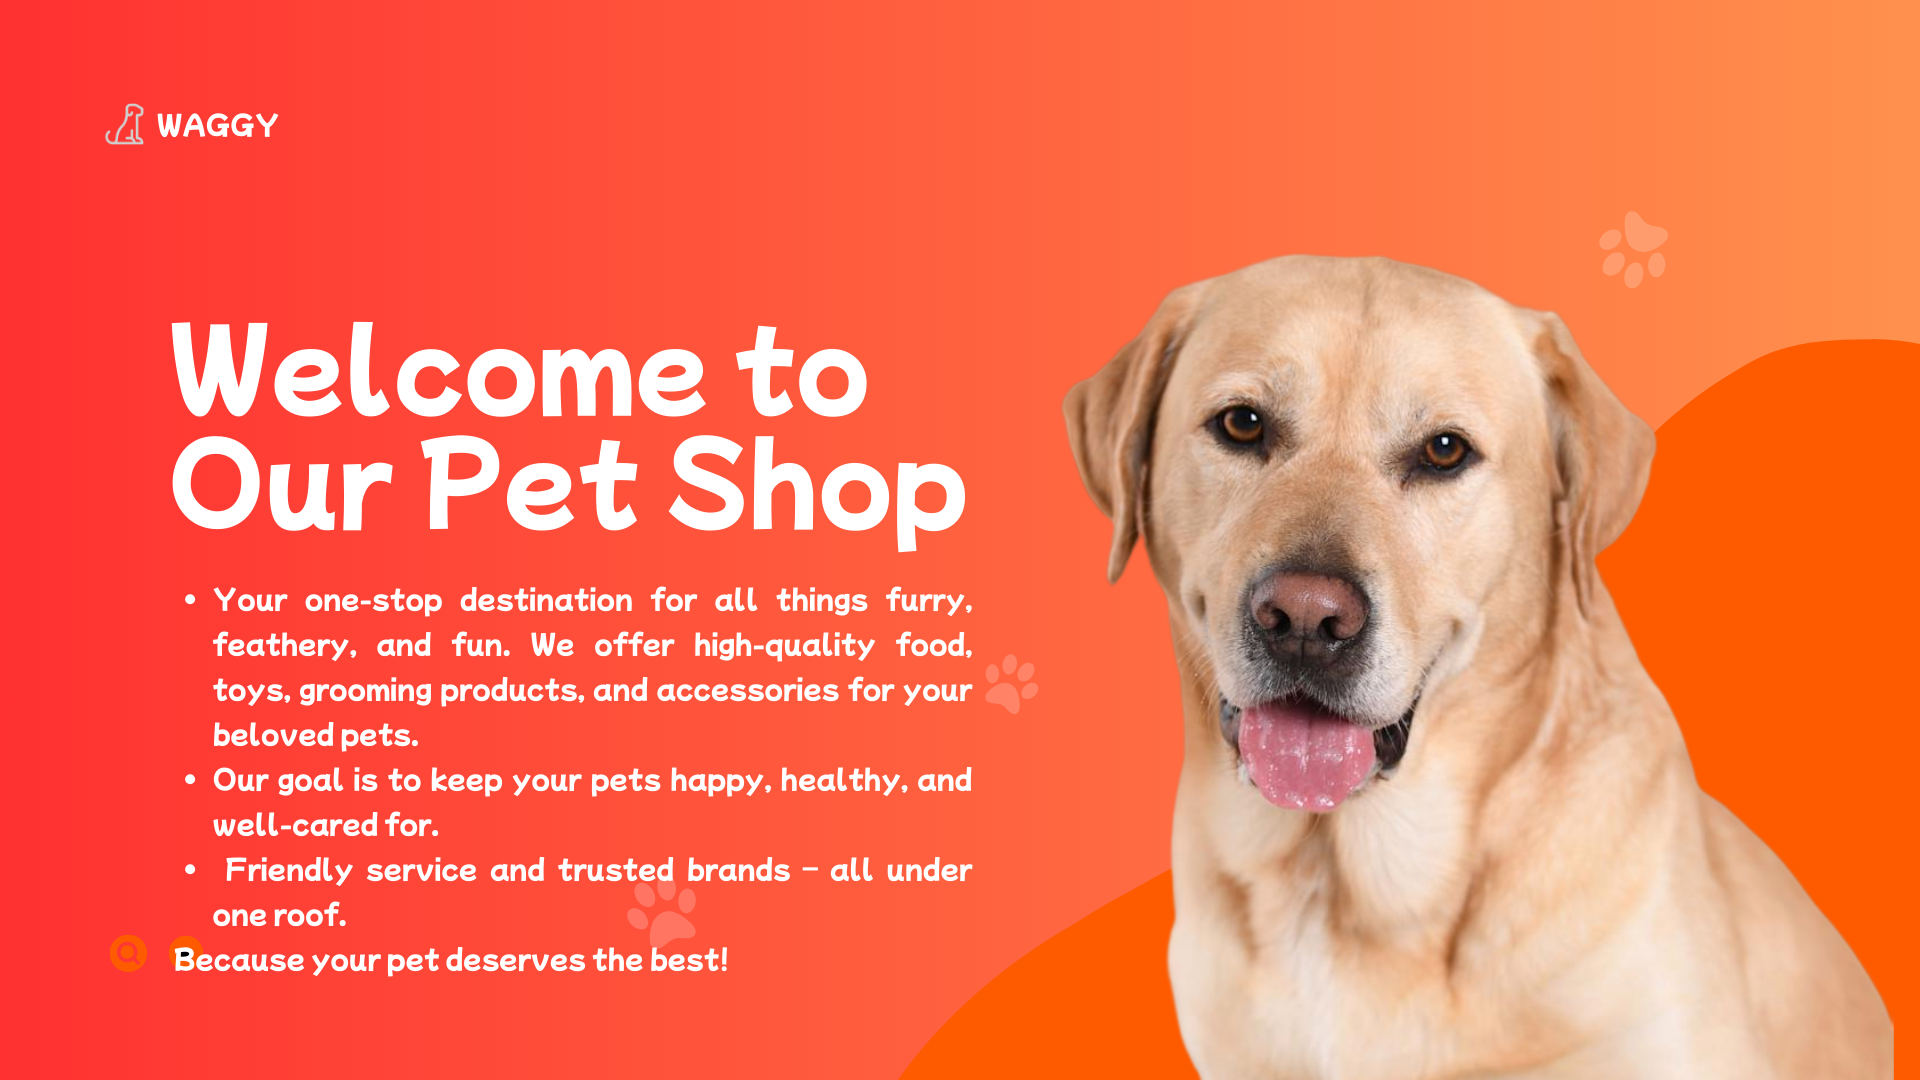 WAGGY
Welcome to
Our Pet Shop
• Your one-stop destination for all things furry,
feathery, and fun. We offer high-quality food,
toys, grooming products, and accessories for your
beloved pets.
• Our goal is to keep your pets happy, healthy, and
well-cared for.
• Friendly service and trusted brands – all under
one roof.
Because your pet deserves the best!